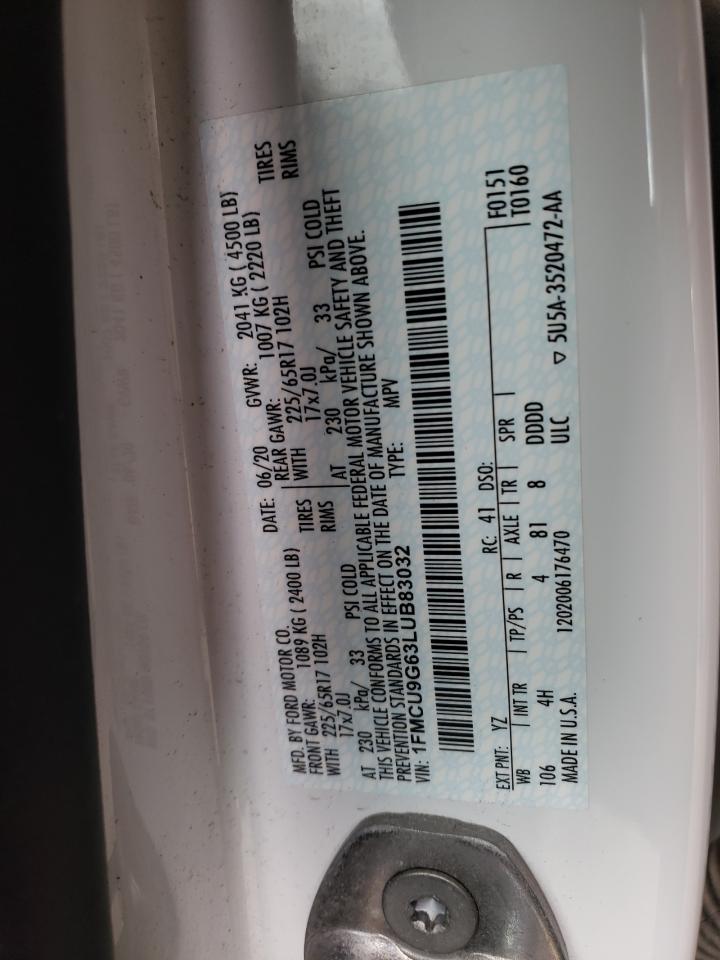 MFD. BY FORD MOTOR CO. DATE: 06/20 GVWR: 2041 KG ( 4500 LB)
FRONT GAWR: 1089 KG ( 2400 LB) REAR GAWR: 1007 KG ( 2220 LB)
WITH 225/65R17 102H TIRES WITH 225/65R17 102H TIRES
17x7.0J RIMS 17x7.0J RIMS
AT 230 kPa/ 33 PSI COLD AT 230 kPa/ 33 PSI COLD
THIS VEHICLE CONFORMS TO ALL APPLICABLE FEDERAL MOTOR VEHICLE SAFETY AND THEFT
PREVENTION STANDARDS IN EFFECT ON THE DATE OF MANUFACTURE SHOWN ABOVE.
VIN: 1FMCU9G63LUB83032 TYPE: MPV
EXT PNT: YZ RC: 41 DSO: F0151
WB | INT TR | TP/PS | R | AXLE | TR | SPR | T0160
106 4H 4 81 8 DDDD
MADE IN U.S.A. 1202006176470 ULC ▽ 5U5A-3520472-AA